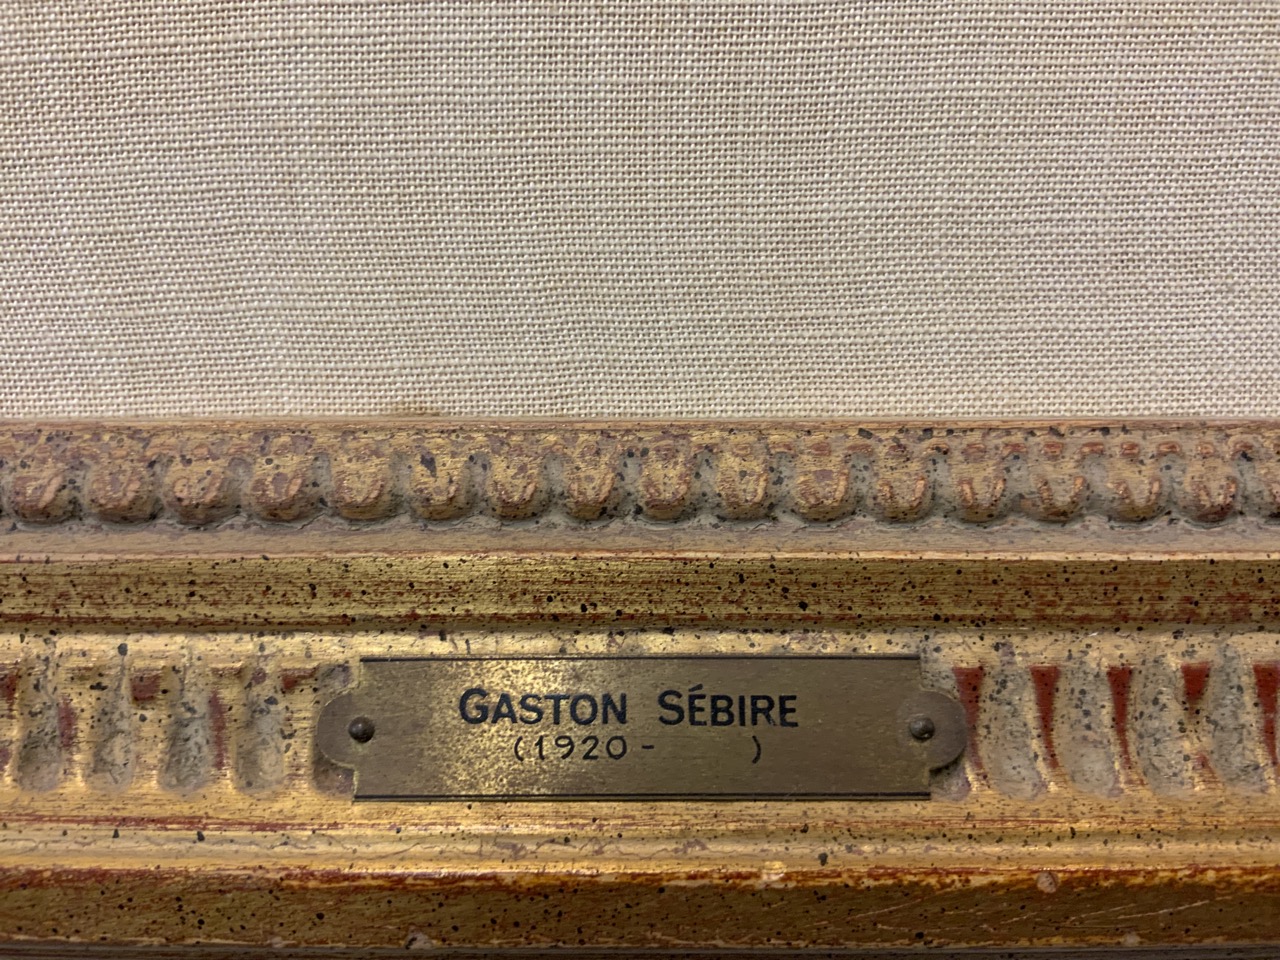 GASTON SÉBIRE
(1920- )